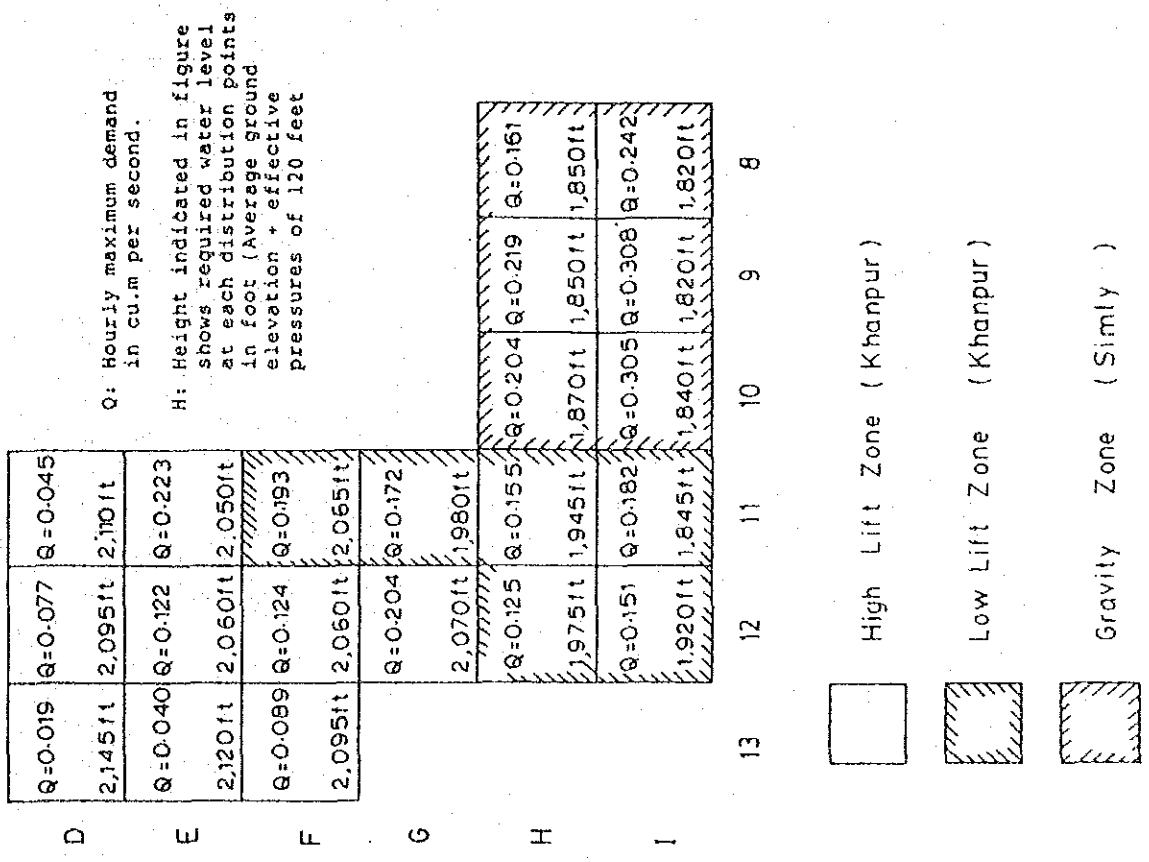 Q=0.019 Q=0.077 Q=0.045
D
2,145ft 2,095ft 2,110ft
Q: Hourly maximum demand
in cu.m per second.
Q=0.040 Q=0.122 Q=0.223
E
2,120ft 2,060ft 2,050ft
H: Height indicated in figure
shows required water level
at each distribution points
in foot (Average ground
elevation + effective
pressures of 120 feet
Q=0.089 Q=0.124 Q=0.193
F
2,095ft 2,060ft 2,065ft
Q=0.204 Q=0.172
G
2,070ft 1,980ft
Q=0.125 Q=0.155 Q=0.204 Q=0.219 Q=0.161
H
1,975ft 1,945ft 1,870ft 1,850ft 1,850ft
Q=0.151 Q=0.182 Q=0.305 Q=0.308 Q=0.242
I
1,920ft 1,845ft 1,840ft 1,820ft 1,820ft
13 12 11 10 9 8
High Lift Zone (Khanpur)
Low Lift Zone (Khanpur)
Gravity Zone (Simly)